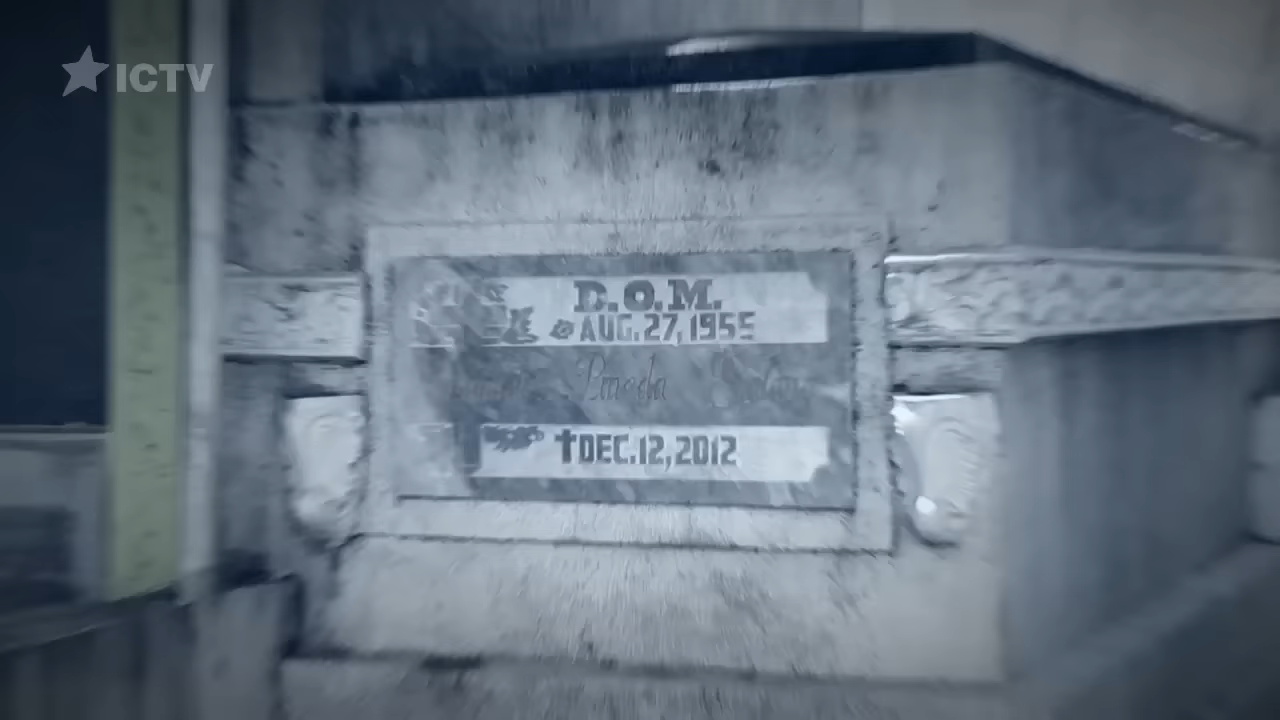 ICTV
D.O.M.
AUG.27,1955
Pineda
†DEC.12,2012